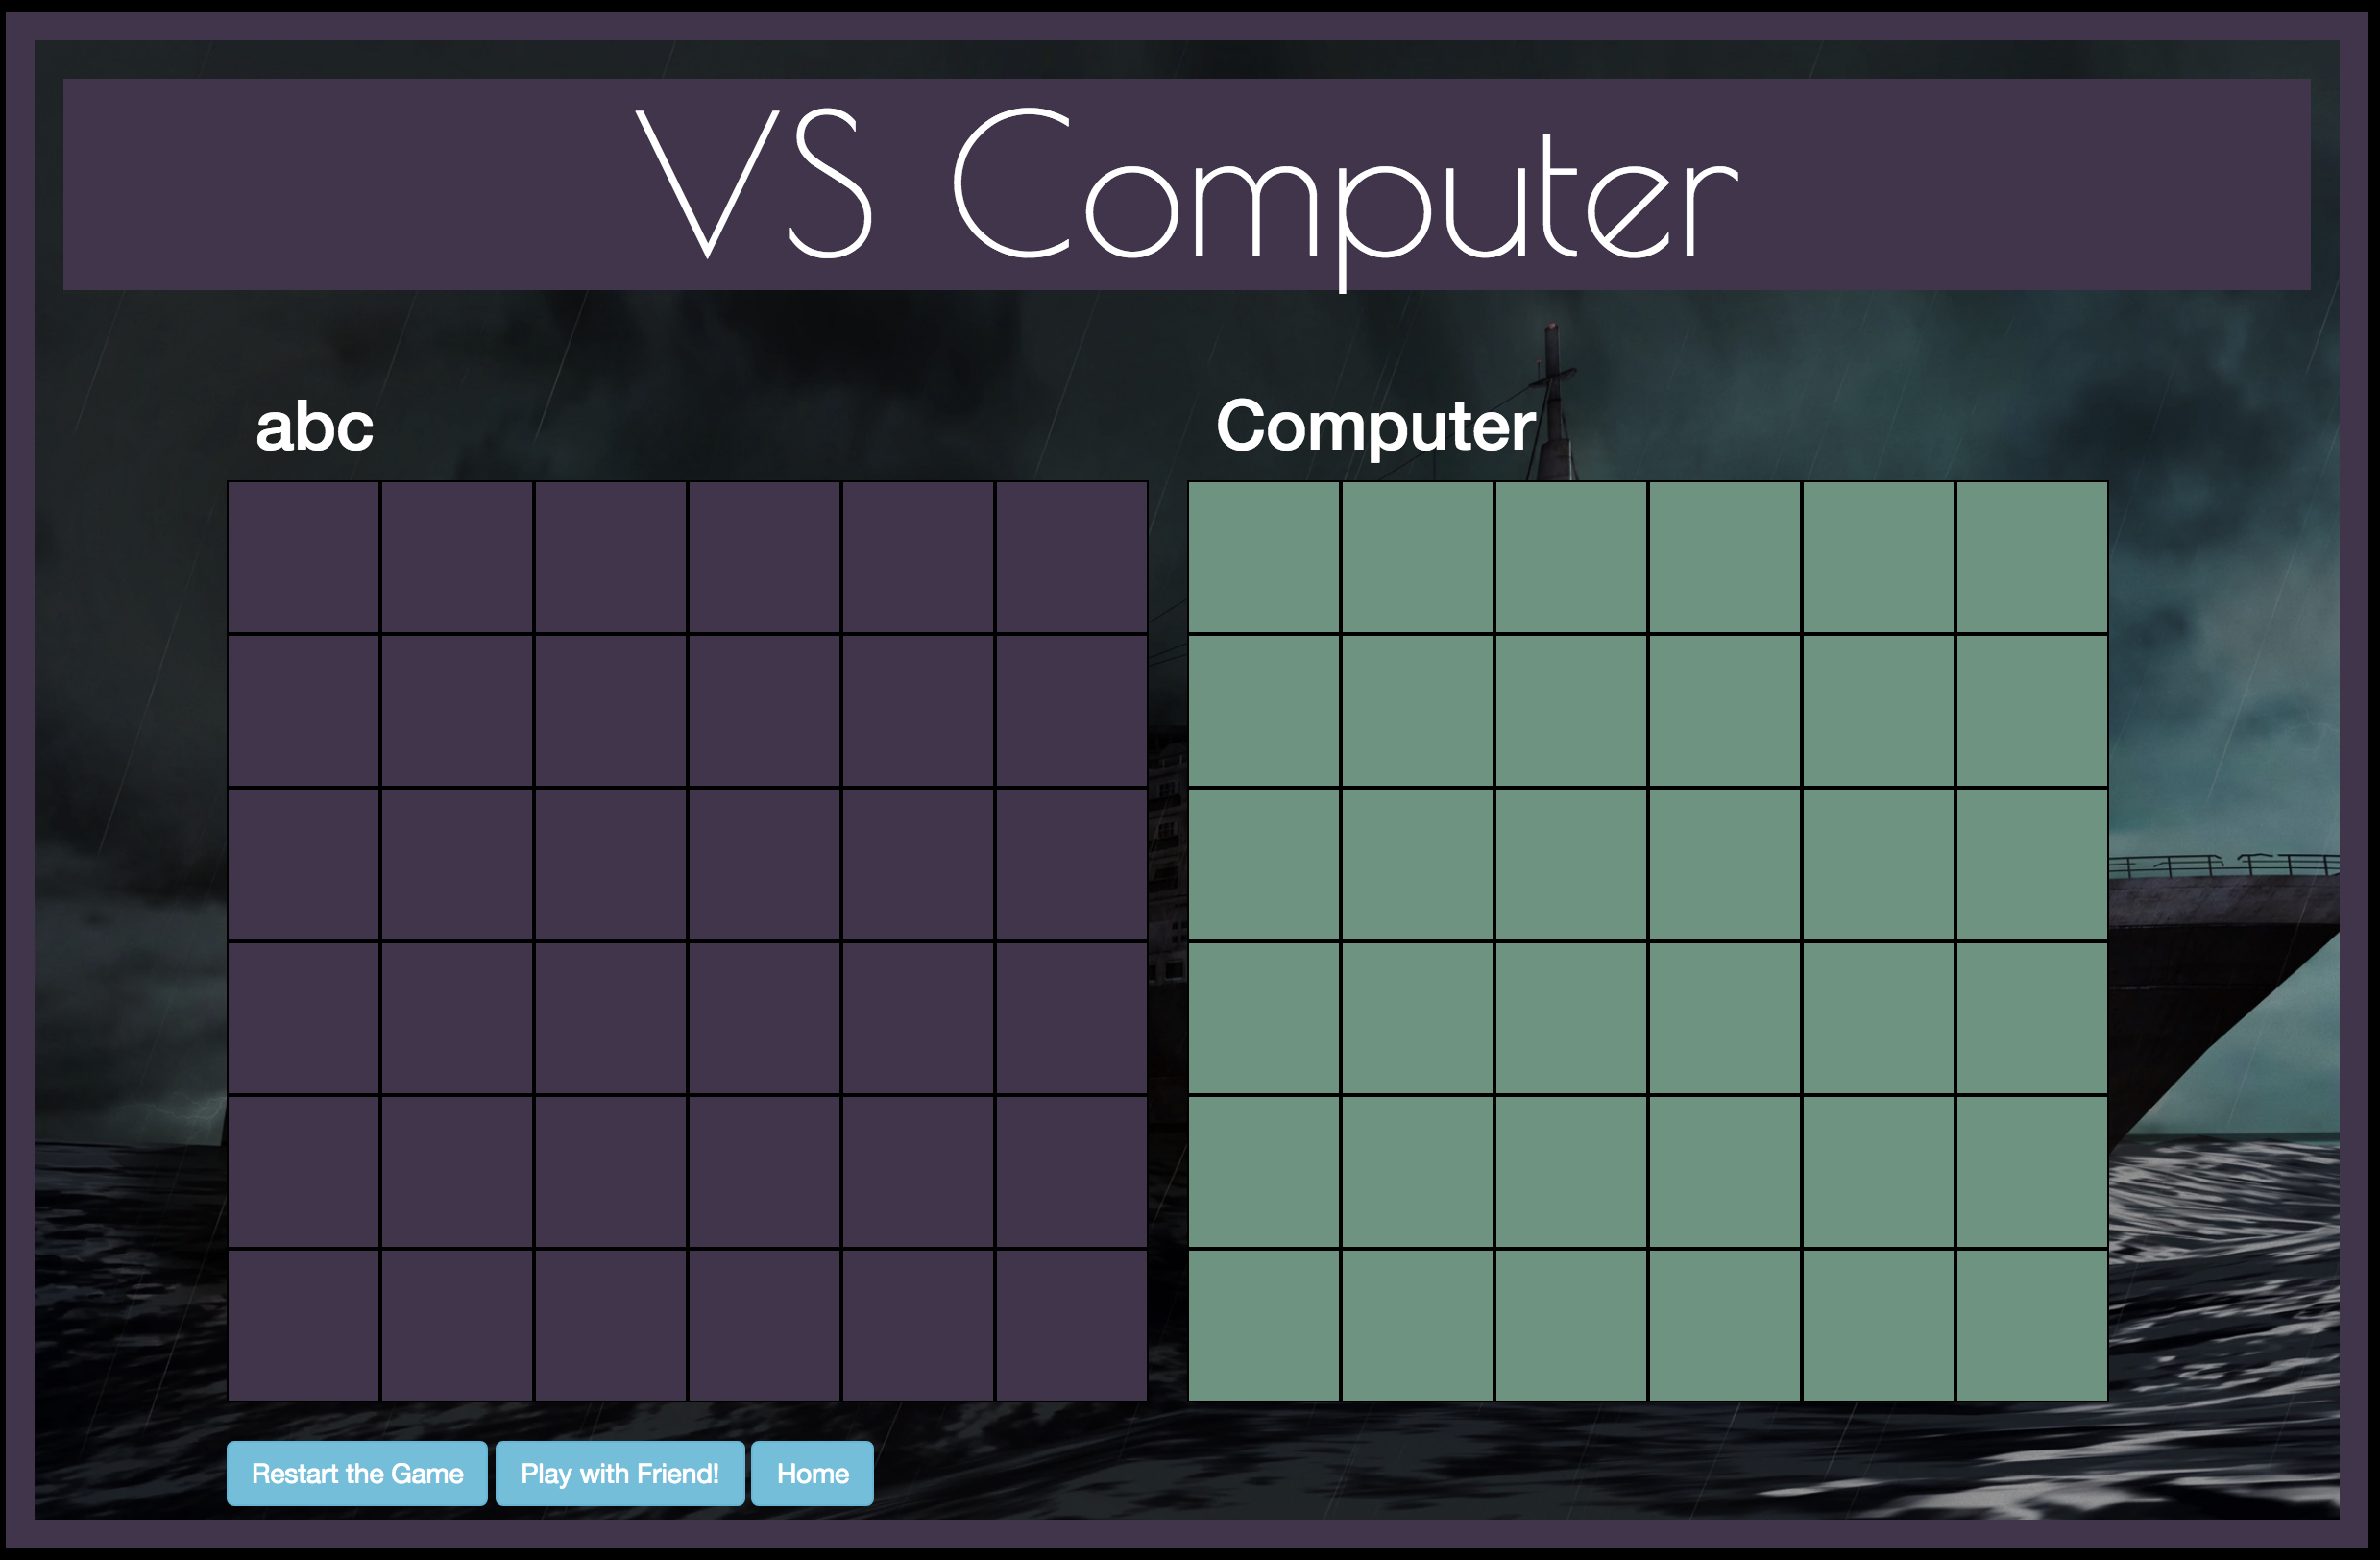 VS Computer
abc
Computer
Restart the Game
Play with Friend!
Home